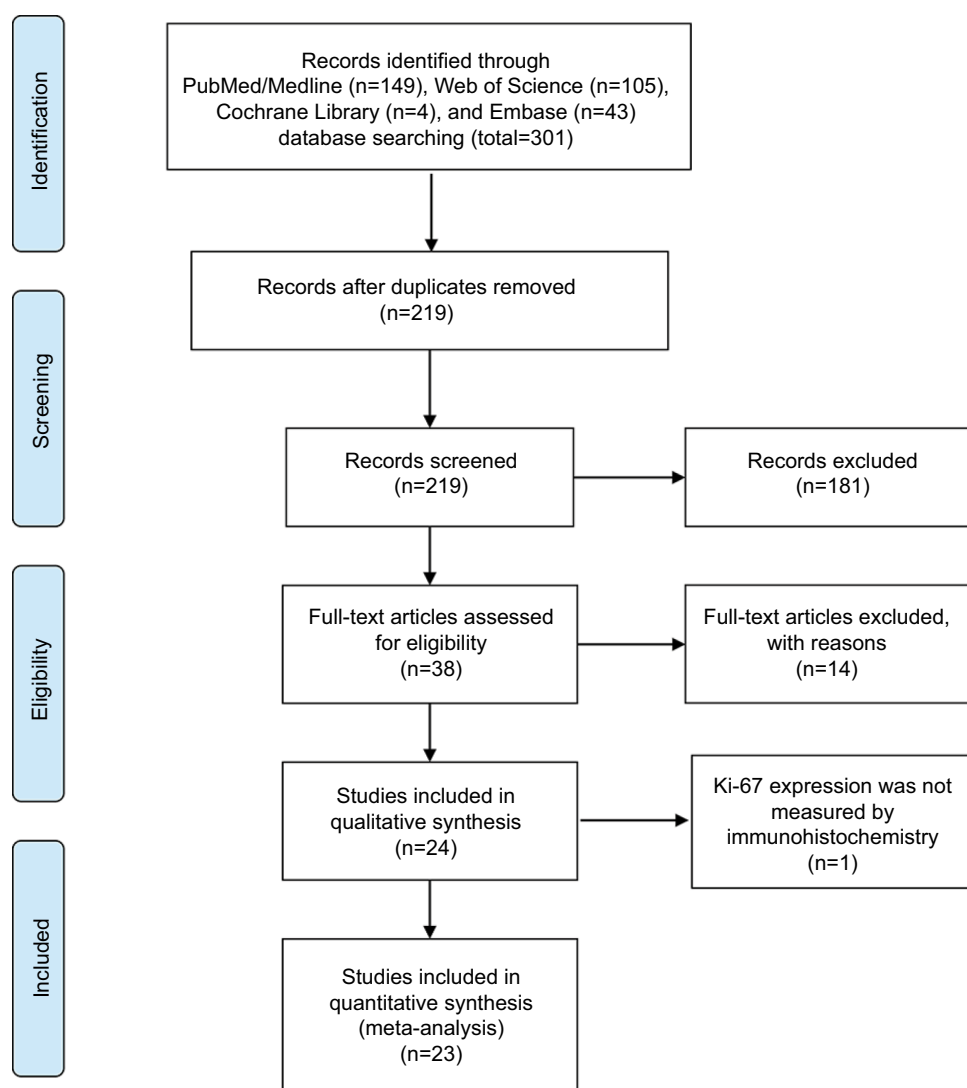 Identification
Records identified through
PubMed/Medline (n=149), Web of Science (n=105),
Cochrane Library (n=4), and Embase (n=43)
database searching (total=301)
Records after duplicates removed
(n=219)
Screening
Records screened
(n=219)
Records excluded
(n=181)
Eligibility
Full-text articles assessed
for eligibility
(n=38)
Full-text articles excluded,
with reasons
(n=14)
Studies included in
qualitative synthesis
(n=24)
Ki-67 expression was not
measured by
immunohistochemistry
(n=1)
Included
Studies included in
quantitative synthesis
(meta-analysis)
(n=23)